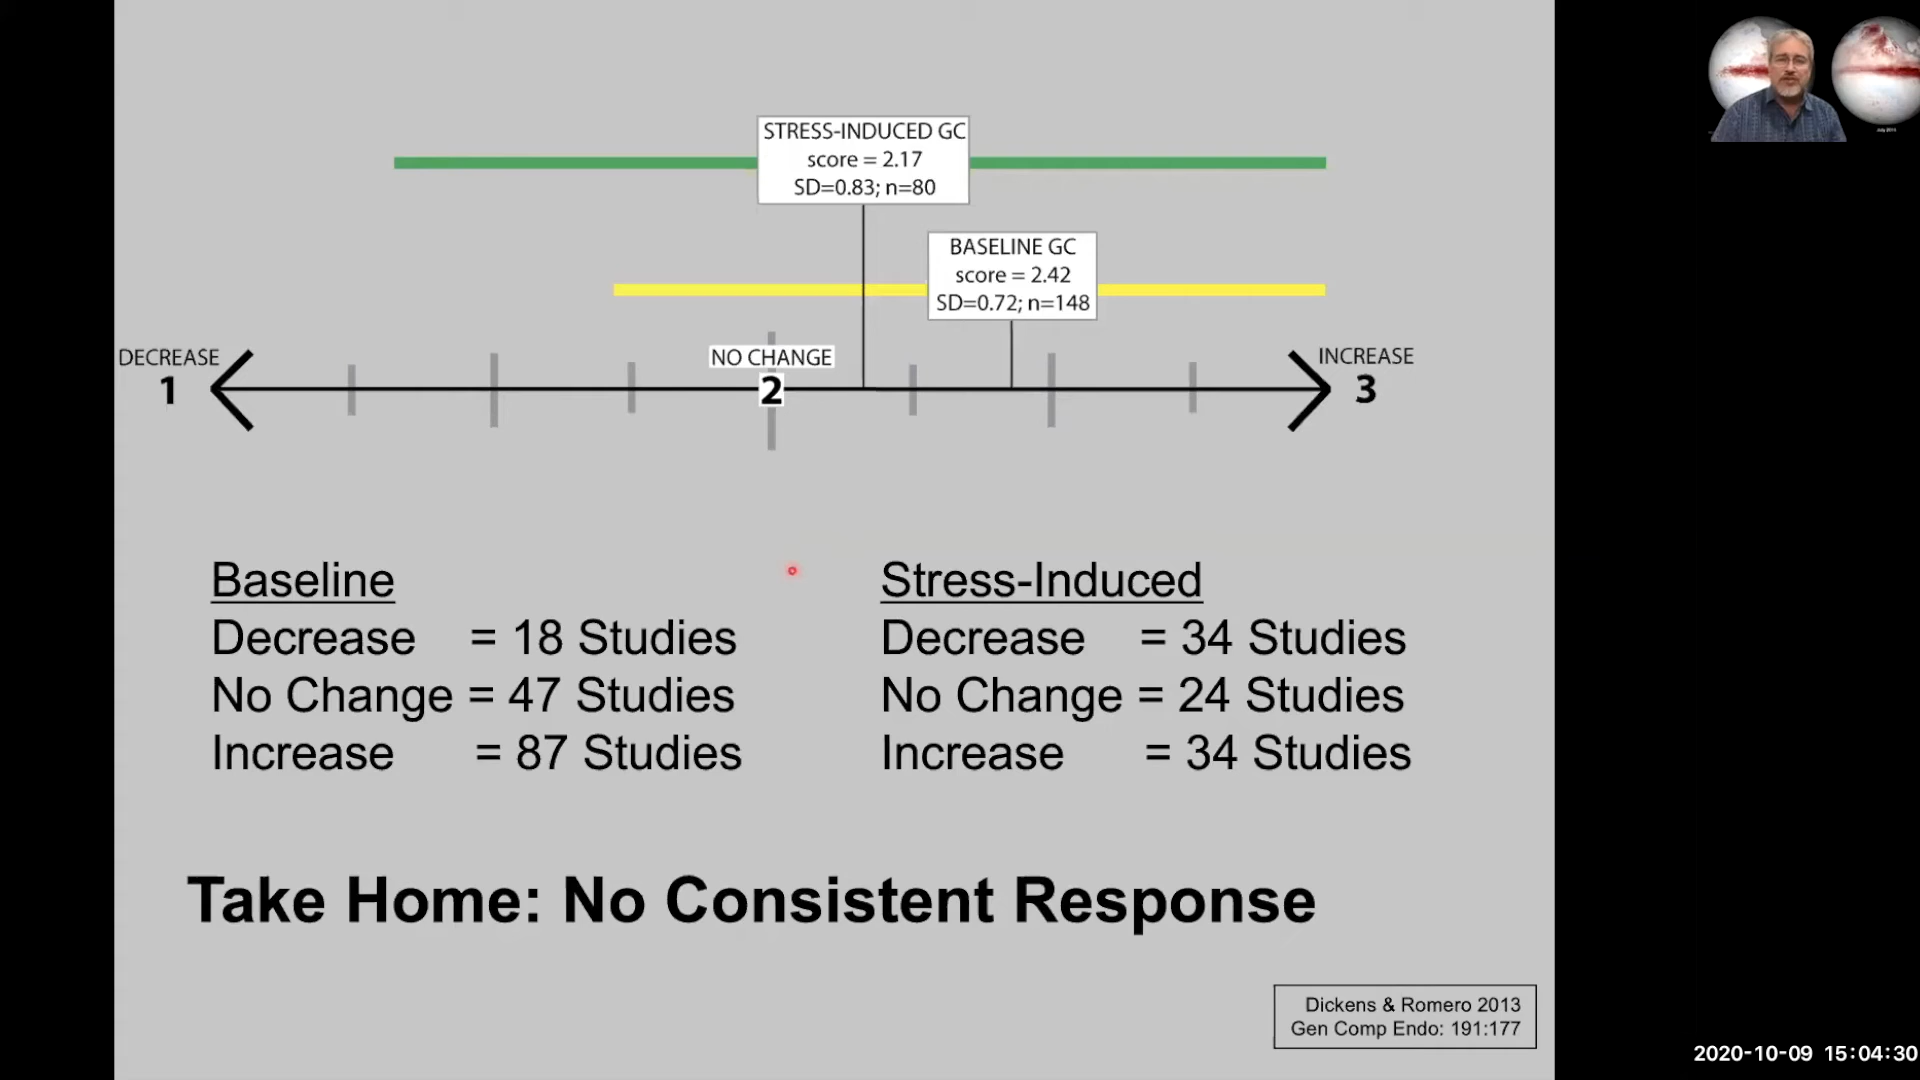 STRESS-INDUCED GC
score = 2.17
SD=0.83; n=80
BASELINE GC
score = 2.42
SD=0.72; n=148
DECREASE
1
NO CHANGE
2
INCREASE
3
Baseline
Decrease = 18 Studies
No Change = 47 Studies
Increase = 87 Studies
Stress-Induced
Decrease = 34 Studies
No Change = 24 Studies
Increase = 34 Studies
Take Home: No Consistent Response
Dickens & Romero 2013
Gen Comp Endo: 191:177
2020-10-09 15:04:30